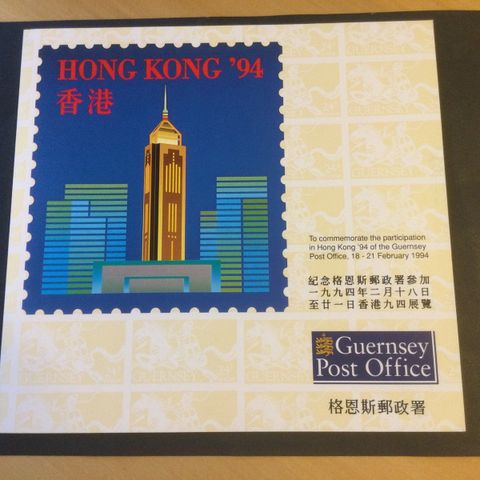 HONG KONG '94
香港
To commemorate the participation
in Hong Kong '94 of the Guernsey
Post Office, 18 - 21 February 1994
紀念格恩斯郵政署參加
一九九四年二月十八日
至廿一日香港九四展覽
Guernsey
Post Office
格恩斯郵政署